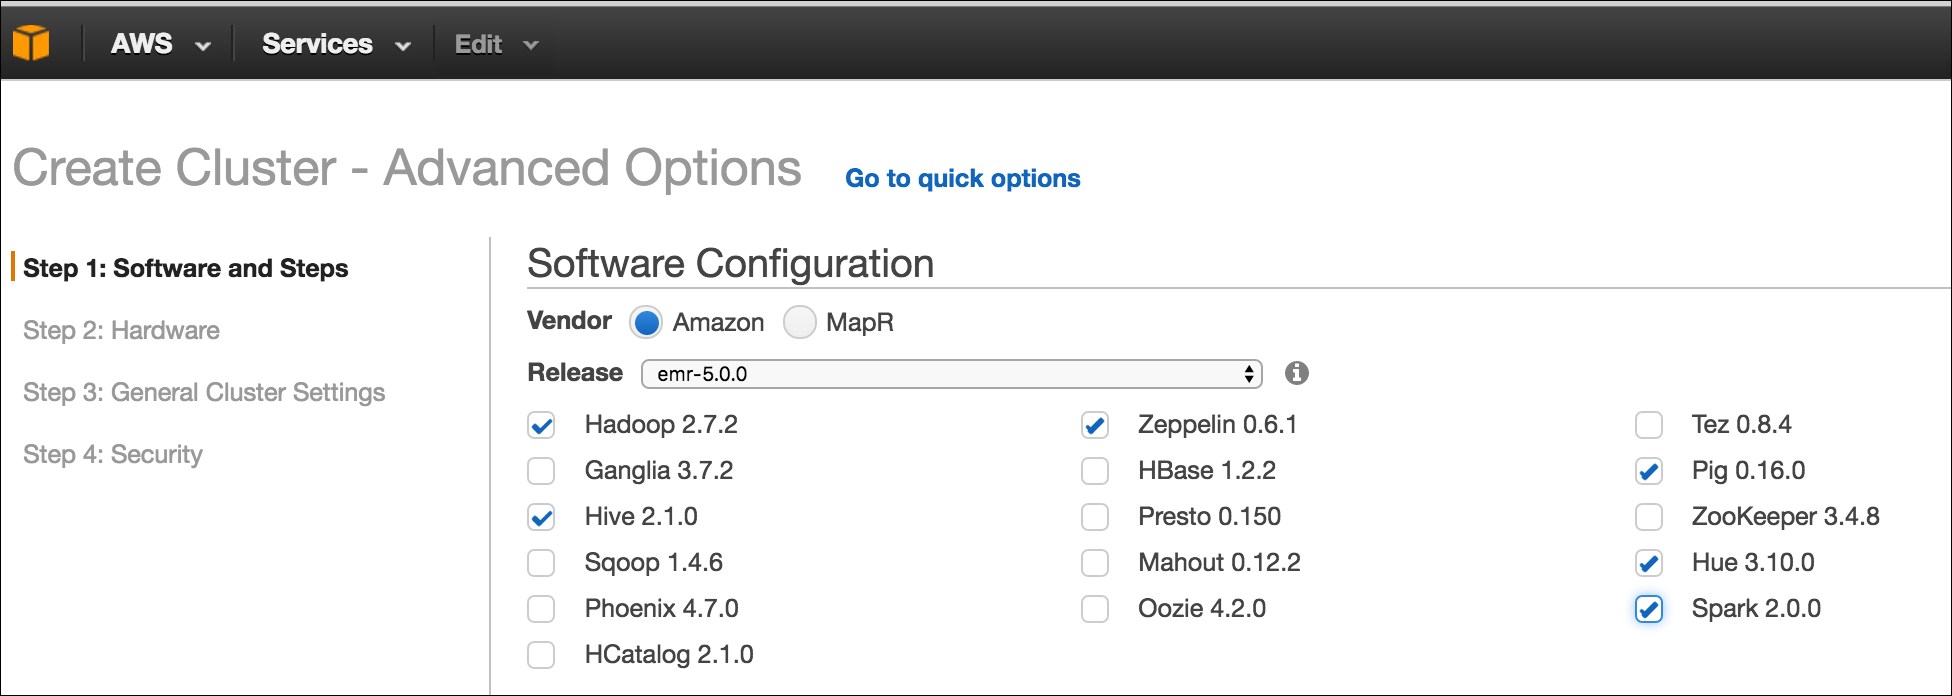 AWS Services Edit
Create Cluster - Advanced Options Go to quick options
Step 1: Software and Steps
Step 2: Hardware
Step 3: General Cluster Settings
Step 4: Security
Software Configuration
Vendor Amazon MapR
Release emr-5.0.0
Hadoop 2.7.2 Zeppelin 0.6.1 Tez 0.8.4
Ganglia 3.7.2 HBase 1.2.2 Pig 0.16.0
Hive 2.1.0 Presto 0.150 ZooKeeper 3.4.8
Sqoop 1.4.6 Mahout 0.12.2 Hue 3.10.0
Phoenix 4.7.0 Oozie 4.2.0 Spark 2.0.0
HCatalog 2.1.0